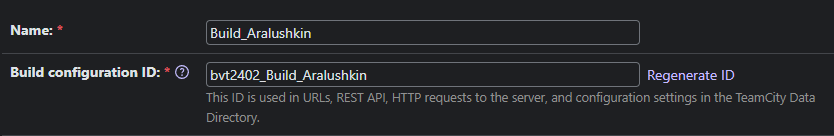 Name: * Build_Aralushkin
Build configuration ID: * ? bvt2402_Build_Aralushkin Regenerate ID
This ID is used in URLs, REST API, HTTP requests to the server, and configuration settings in the TeamCity Data
Directory.